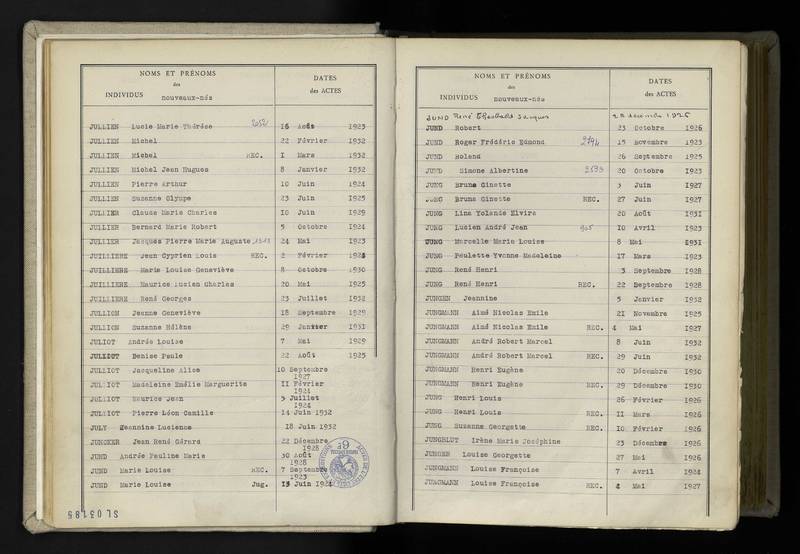 NOMS ET PRÉNOMS
des
INDIVIDUS nouveaux-nés
DATES
des ACTES
JULLIEN Lucie Marie Thérèse 16 Août 1923
JULLIEN Michel 22 Février 1932
JULLIEN Michel REC. 1 Mars 1932
JULLIEN Michel Jean Hugues 8 Janvier 1932
JULLIEN Pierre Arthur 10 Juin 1924
JULLIEN Suzanne Olympe 23 Juin 1925
JULLIER Claude Marie Charles 10 Juin 1929
JULLIER Bernard Marie Robert 5 Octobre 1924
JULLIER Jacques Pierre Marie Auguste 24 Mai 1923
JUILLIERE Jean Cyprien Louis REC. 2 Février
JUILLIERE Marie Louise Geneviève 8 Octobre 1930
JUILLIERE Maurice Lucien Charles 20 Mai 1925
JUILLIERE René Georges 23 Juillet 1932
JULLION Jeanne Geneviève 18 Septembre 1929
JULLION Suzanne Hélène 29 Janvier 1931
JULIOT Andrée Louise 7 Mai 1929
JULLIOT Denise Paule 22 Août 1925
JULLIOT Jacqueline Alice 10 Septembre
1927
JULLIOT Madeleine Emélie Marguerite 11 Février
1924
JULLIOT Maurice Jean 5 Juillet
1924
JULLIOT Pierre Léon Camille 14 Juin 1932
JULY Jeannine Lucienne 18 Juin 1932
JUNCKER Jean René Gérard 22 Décembre
1928
JUND Andrée Pauline Marie 30 Août
1928
JUND Marie Louise REC. 7 Septembre
1923
JUND Marie Louise Jug. 13 Juin 1924
SL 03185
NOMS ET PRÉNOMS
des
INDIVIDUS nouveaux-nés
DATES
des ACTES
JUND René Jacques 1925
JUND Robert 23 Octobre 1926
JUND Roger Frédéric Edmond 2794 15 Novembre 1923
JUND Roland 26 Septembre 1925
JUND Simone Albertine 20 Octobre 1923
JUNG Bruna Ginette 3 Juin 1927
JUNG Bruna Ginette REC. 27 Juin 1927
JUNG Lina Yolande Elvira 20 Août 1931
JUNG Lucien André Jean 10 Avril 1923
JUNG Marcelle Marie Louise 8 Mai 1931
JUNG Paulette Yvonne Madeleine 17 Mars 1923
JUNG René Henri 3 Septembre 1928
JUNG René Henri REC. 22 Septembre 1928
JUNGEN Jeannine 5 Janvier 1932
JUNGMANN Aimé Nicolas Emile 21 Novembre 1925
JUNGMANN Aimé Nicolas Emile REC. 4 Mai 1927
JUNGMANN André Robert Marcel 8 Juin 1932
JUNGMANN André Robert Marcel REC. 29 Juin 1932
JUNGMANN Henri Eugène 20 Décembre 1930
JUNGMANN Henri Eugène REC. 29 Décembre 1930
JUNG Henri Louis 26 Février 1926
JUNG Henri Louis REC. 11 Mars 1926
JUNG Suzanne Georgette REC. 10 Février 1926
JUNGBLUT Irène Marie Joséphine 23 Décembre 1926
JUNGEN Louise Georgette 27 Mai 1926
JUNGMANN Louise Françoise 7 Avril 1924
JUNGMANN Louise Françoise REC. 4 Mai 1927